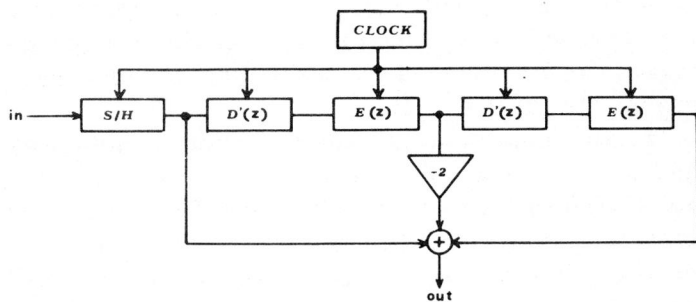 CLOCK
in
S/H
D'(z)
E(z)
D'(z)
E(z)
-2
+
out